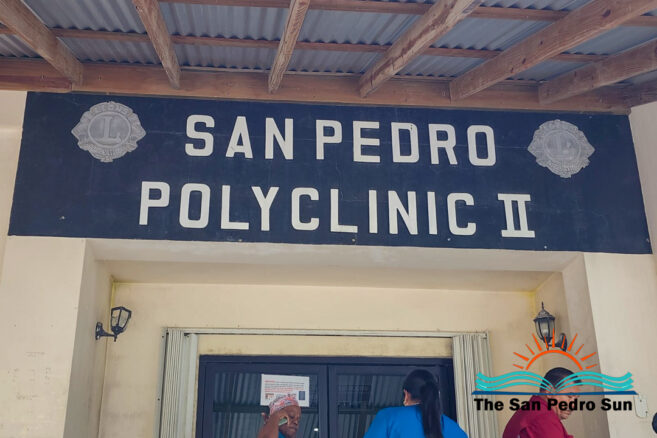 SAN PEDRO
POLYCLINIC II
L
L
The San Pedro Sun